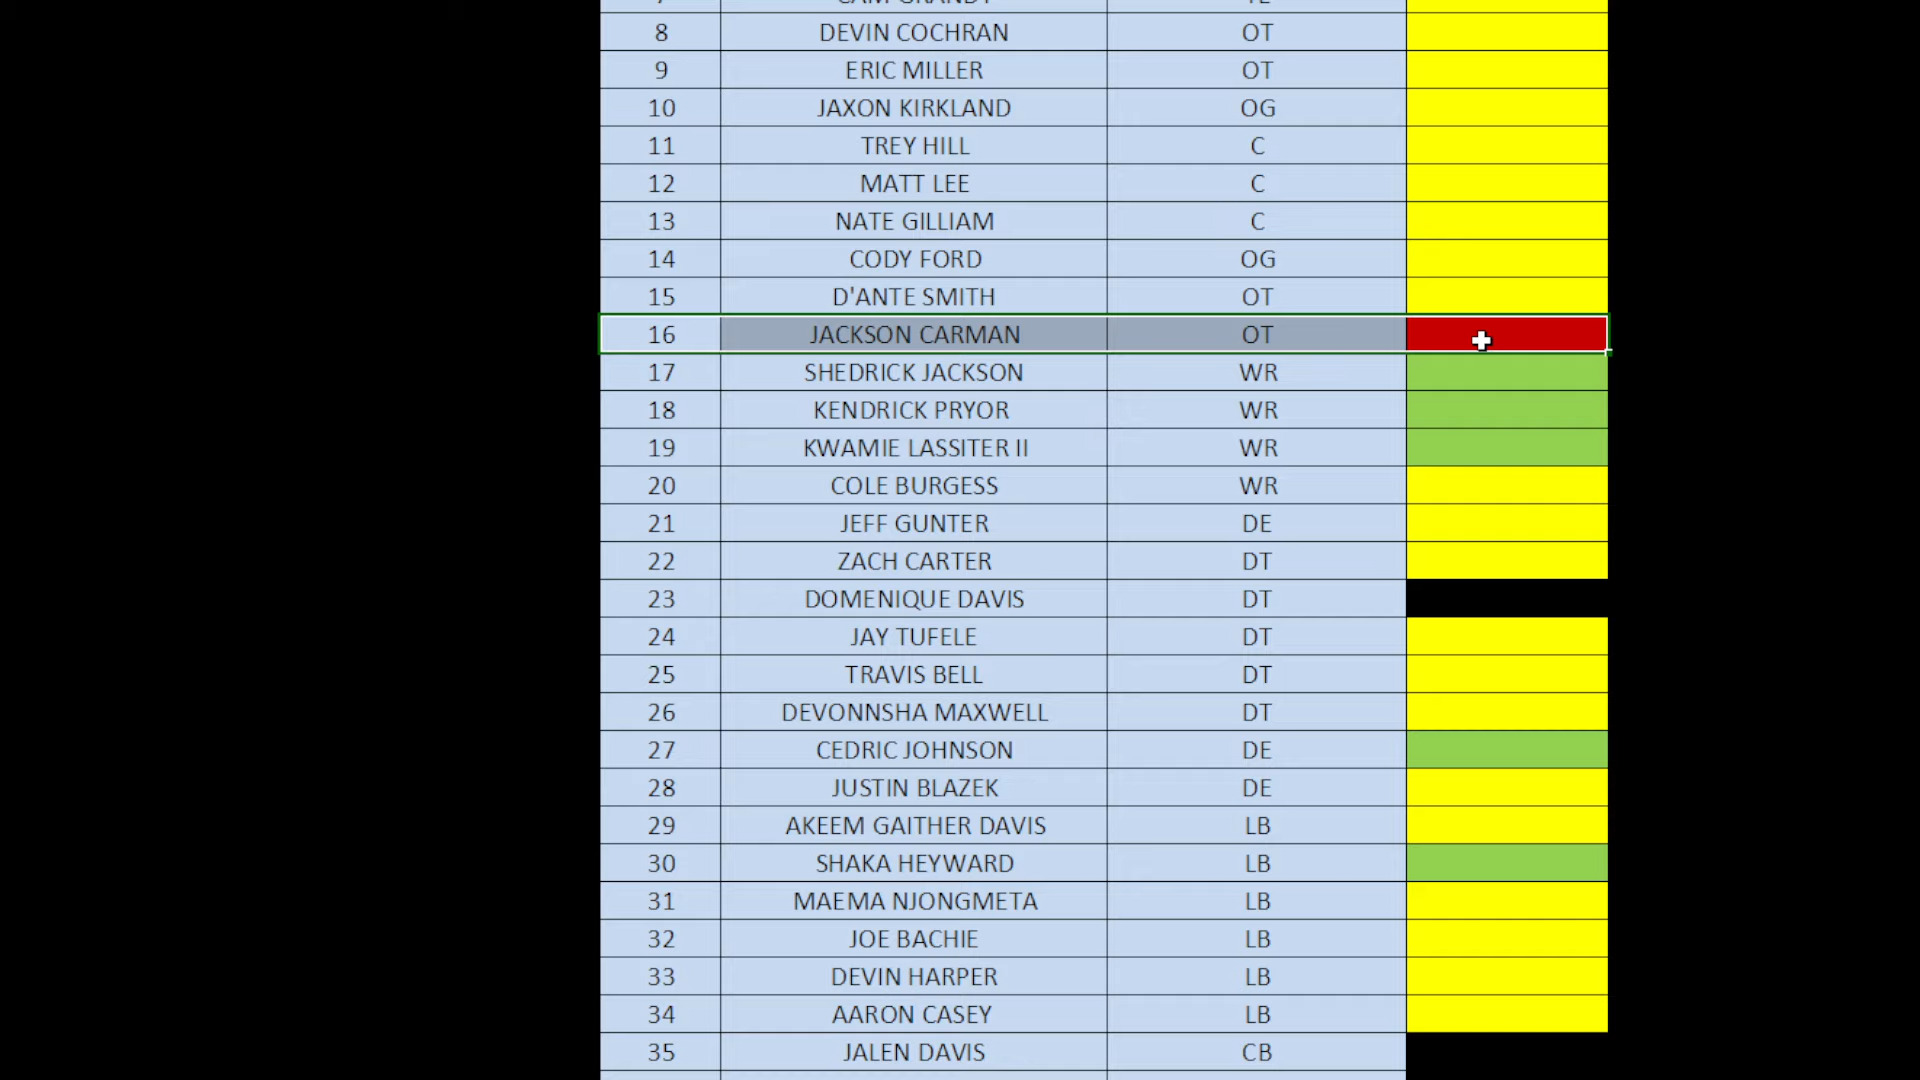 8 DEVIN COCHRAN OT
9 ERIC MILLER OT
10 JAXON KIRKLAND OG
11 TREY HILL C
12 MATT LEE C
13 NATE GILLIAM C
14 CODY FORD OG
15 D'ANTE SMITH OT
16 JACKSON CARMAN OT
17 SHEDRICK JACKSON WR
18 KENDRICK PRYOR WR
19 KWAMIE LASSITER II WR
20 COLE BURGESS WR
21 JEFF GUNTER DE
22 ZACH CARTER DT
23 DOMENIQUE DAVIS DT
24 JAY TUFELE DT
25 TRAVIS BELL DT
26 DEVONNSHA MAXWELL DT
27 CEDRIC JOHNSON DE
28 JUSTIN BLAZEK DE
29 AKEEM GAITHER DAVIS LB
30 SHAKA HEYWARD LB
31 MAEMA NJONGMETA LB
32 JOE BACHIE LB
33 DEVIN HARPER LB
34 AARON CASEY LB
35 JALEN DAVIS CB